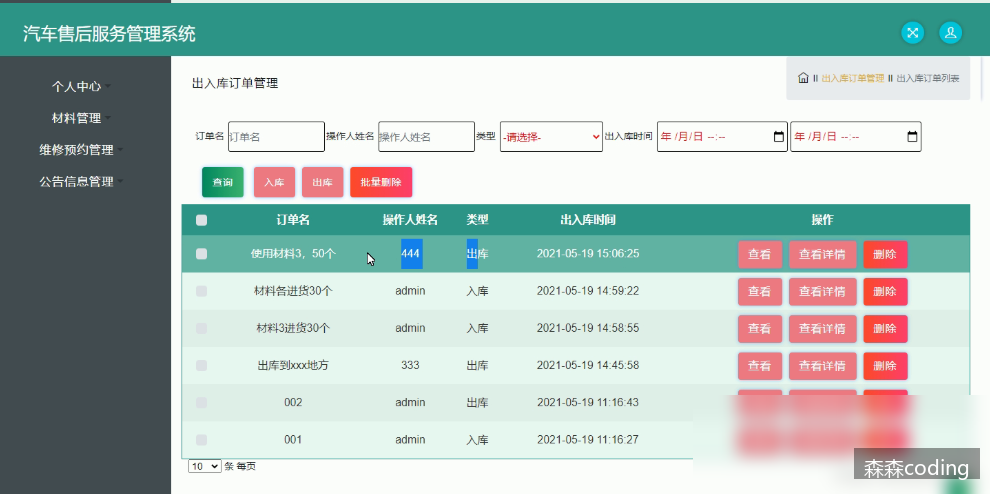 汽车售后服务管理系统
个人中心
材料管理
维修预约管理
公告信息管理
出入库订单管理
出入库订单管理 出入库订单列表
订单名 订单名 操作人姓名 操作人姓名 类型 -请选择- 出入库时间 年 /月/日 --:-- 年 /月/日 --:--
查询 入库 出库 批量删除
订单名 操作人姓名 类型 出入库时间 操作
使用材料3，50个 444 出库 2021-05-19 15:06:25 查看 查看详情 删除
材料各进货30个 admin 入库 2021-05-19 14:59:22 查看 查看详情 删除
材料3进货30个 admin 入库 2021-05-19 14:58:55 查看 查看详情 删除
出库到xxx地方 333 出库 2021-05-19 14:45:58 查看 查看详情 删除
002 admin 出库 2021-05-19 11:16:43
001 admin 入库 2021-05-19 11:16:27
10 条 每页
森森coding